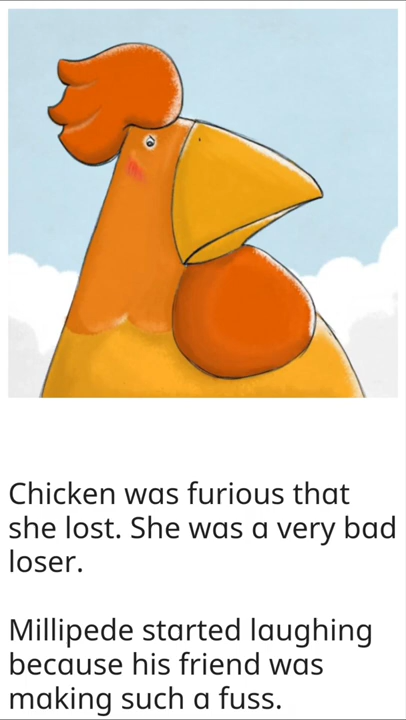 Chicken was furious that
she lost. She was a very bad
loser.
Millipede started laughing
because his friend was
making such a fuss.